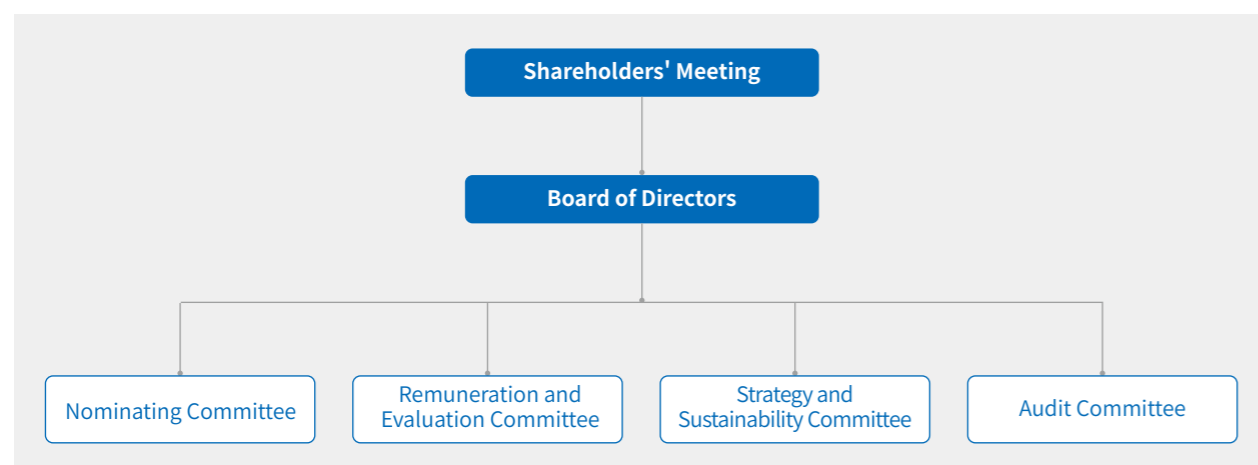 Shareholders' Meeting
Board of Directors
Nominating Committee
Remuneration and
Evaluation Committee
Strategy and
Sustainability Committee
Audit Committee